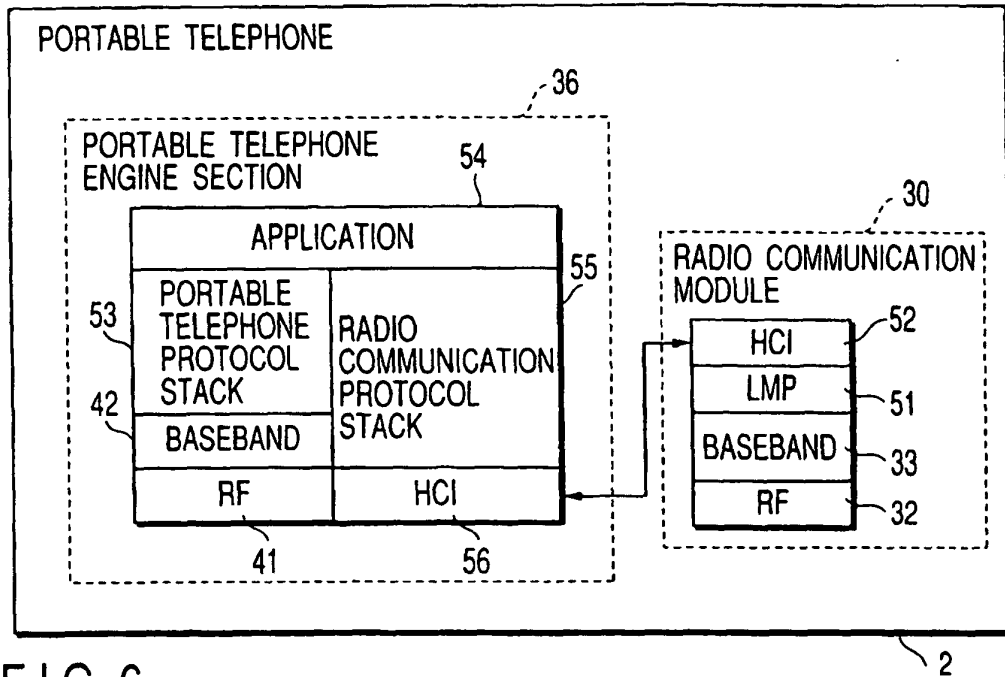 PORTABLE TELEPHONE
36
PORTABLE TELEPHONE
ENGINE SECTION
54
APPLICATION
55
53
PORTABLE
TELEPHONE
PROTOCOL
STACK
RADIO
COMMUNICATION
PROTOCOL
STACK
42
BASEBAND
RF
HCI
41
56
30
RADIO COMMUNICATION
MODULE
52
HCI
LMP
51
BASEBAND
33
RF
32
2
FIG. 6